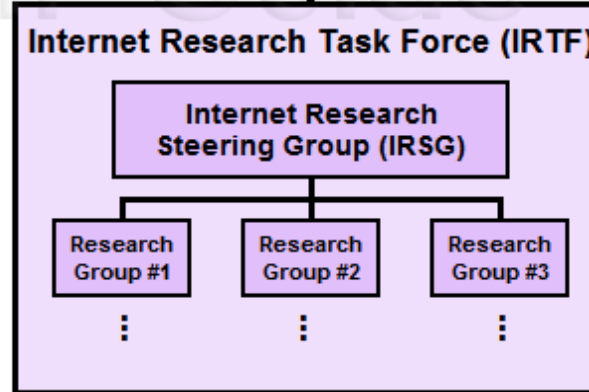 Internet Research Task Force (IRTF)
Internet Research
Steering Group (IRSG)
Research
Group #1
Research
Group #2
Research
Group #3